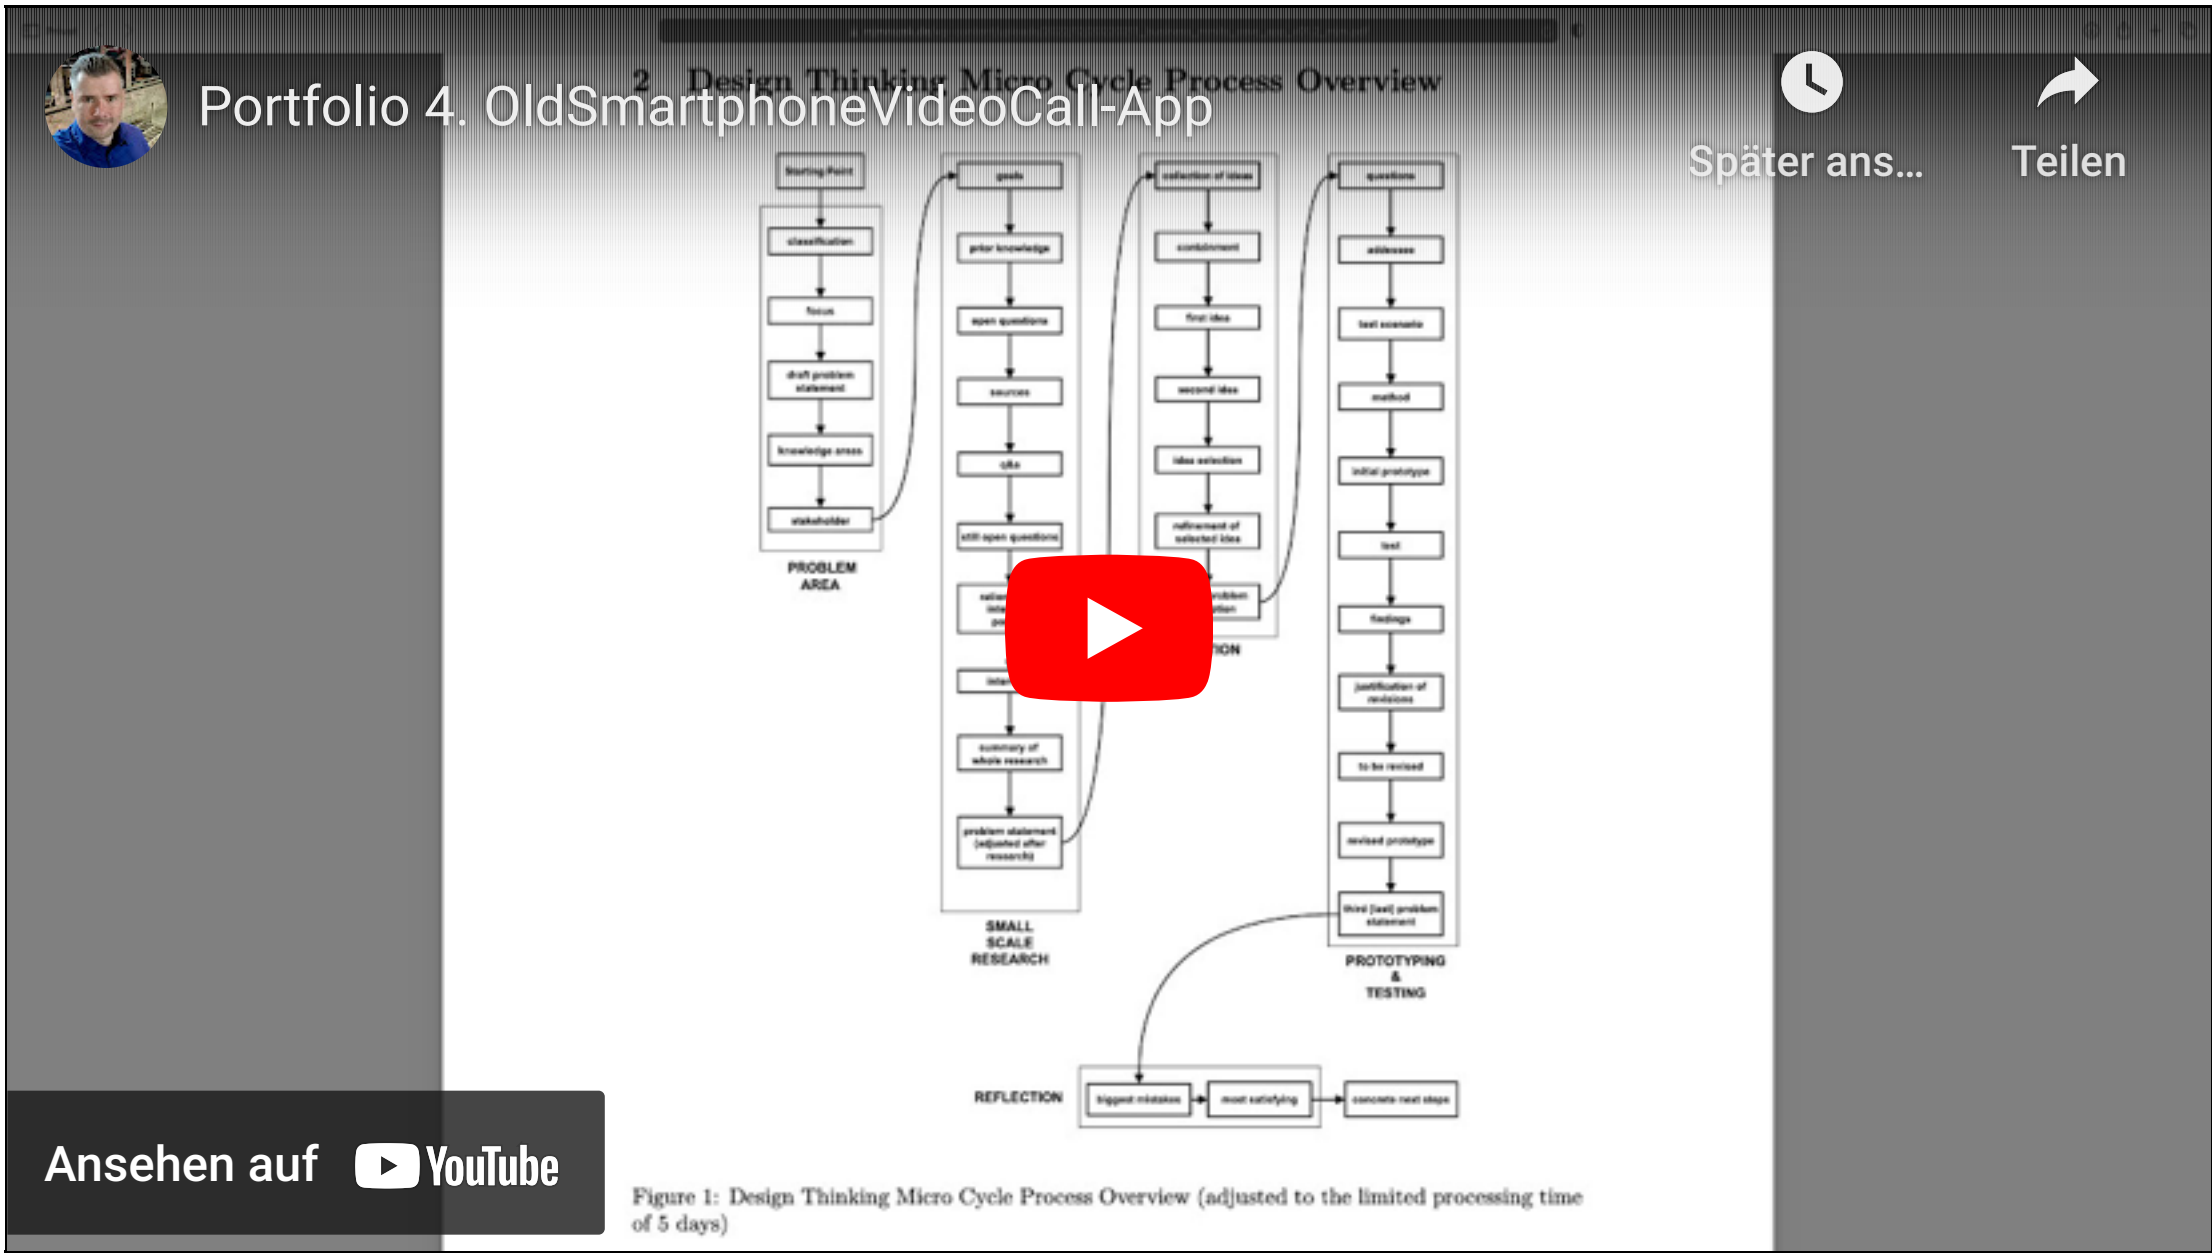 2 Design Thinking Micro Cycle Process Overview
Portfolio 4. OldSmartphoneVideoCall-App
Später ans...
Teilen
Starting Point
classification
focus
draft problem
statement
knowledge areas
stakeholder
PROBLEM
AREA
goals
prior knowledge
open questions
sources
q&a
still open questions
summary of
whole research
problem statement
(adjusted after
research)
SMALL
SCALE
RESEARCH
collection of ideas
containment
first idea
second idea
idea selection
refinement of
selected idea
questions
addressee
test scenario
method
initial prototype
test
findings
justification of
revisions
to be revised
revised prototype
third [last] problem
statement
PROTOTYPING
&
TESTING
REFLECTION
biggest mistakes
most satisfying
concrete next steps
Ansehen auf YouTube
Figure 1: Design Thinking Micro Cycle Process Overview (adjusted to the limited processing time
of 5 days)